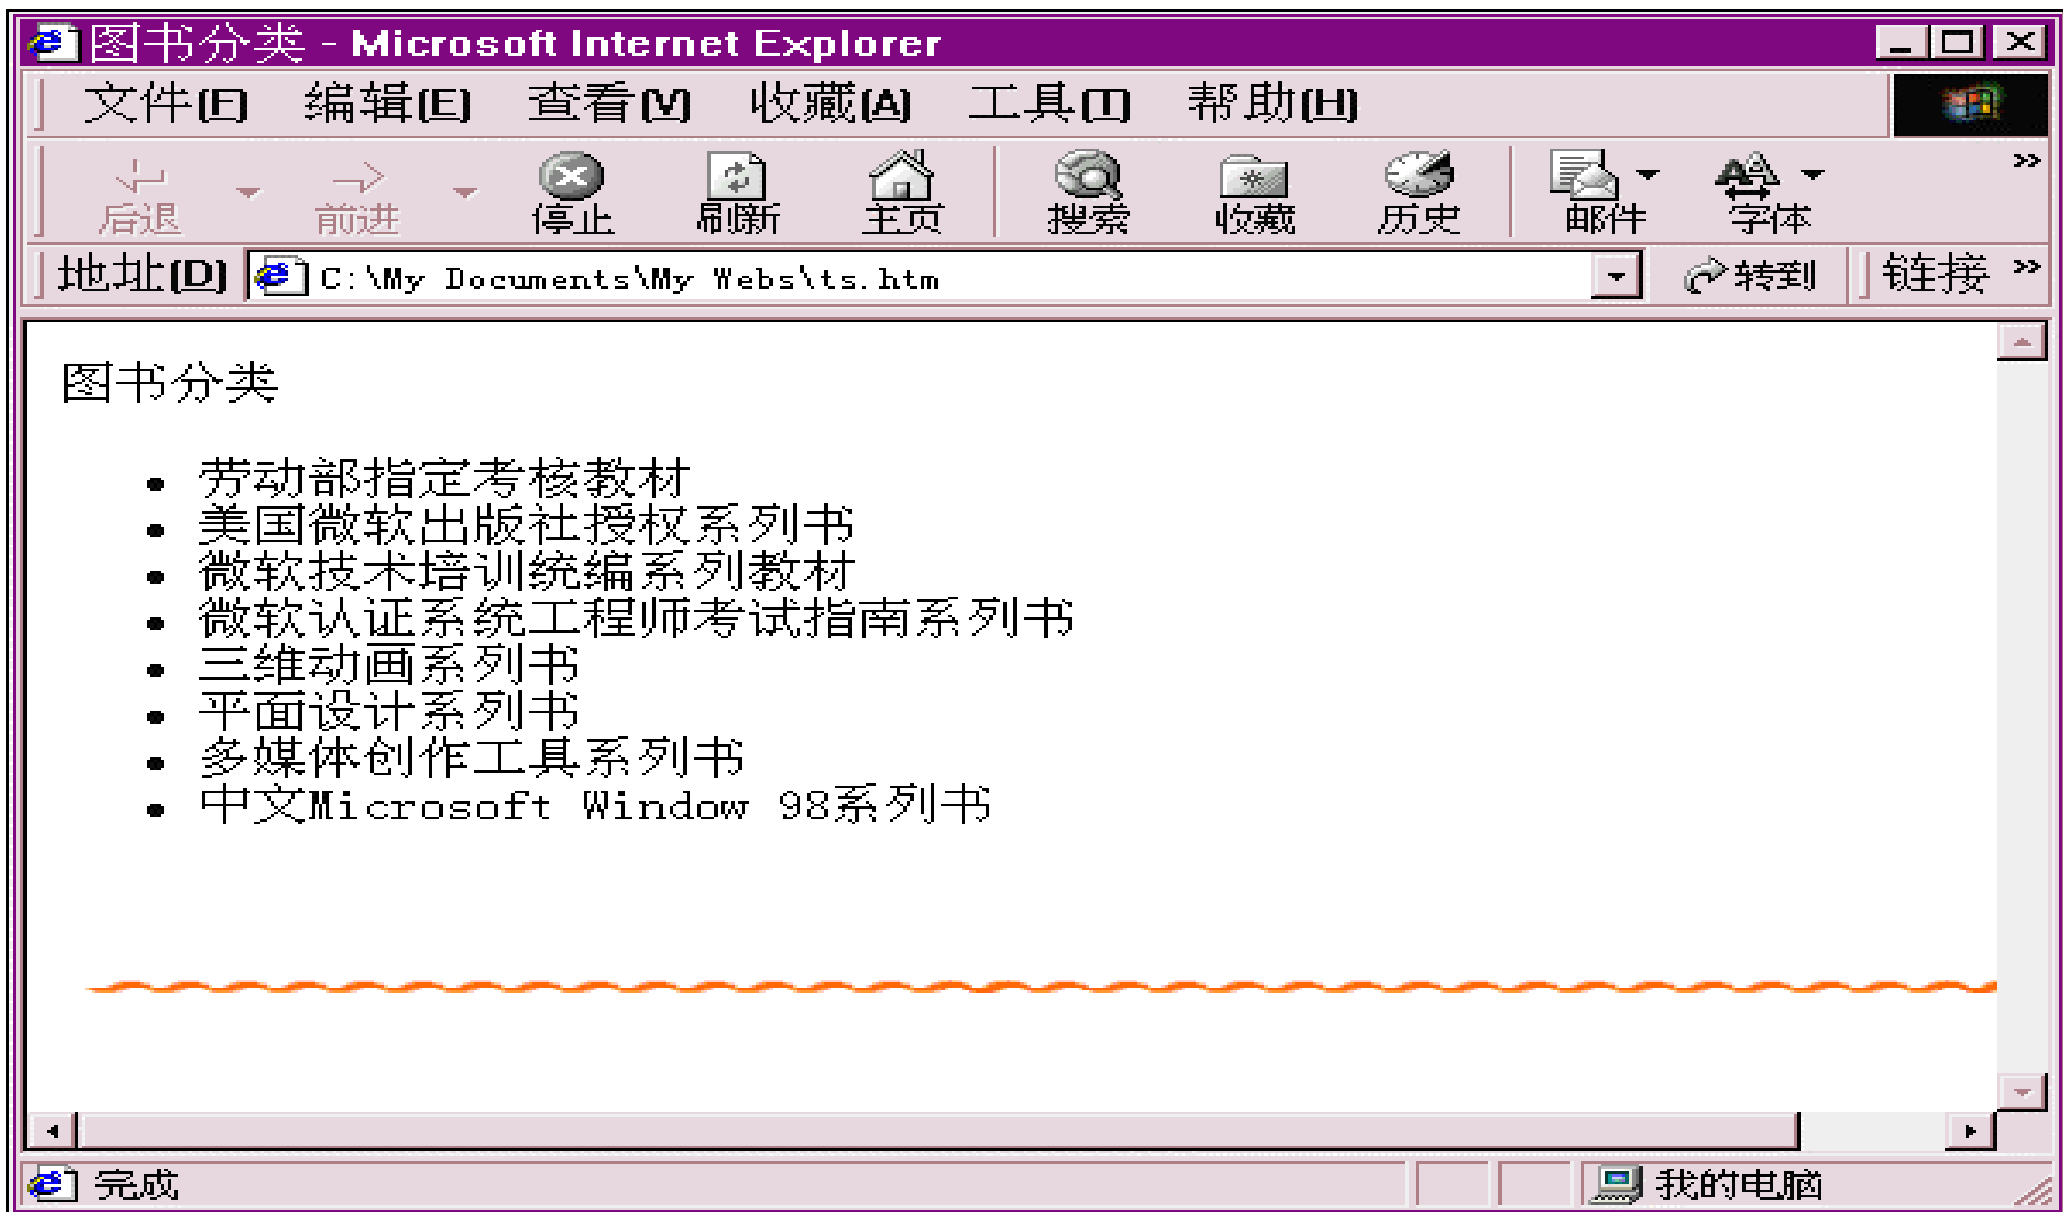 图书分类 - Microsoft Internet Explorer
文件(F) 编辑(E) 查看(V) 收藏(A) 工具(T) 帮助(H)
后退 前进 停止 刷新 主页 搜索 收藏 历史 邮件 字体 »
地址(D) C:\My Documents\My Webs\ts.htm 转到 链接 »
图书分类
• 劳动部指定考核教材
• 美国微软出版社授权系列书
• 微软技术培训统编系列教材
• 微软认证系统工程师考试指南系列书
• 三维动画系列书
• 平面设计系列书
• 多媒体创作工具系列书
• 中文Microsoft Window 98系列书
完成 我的电脑